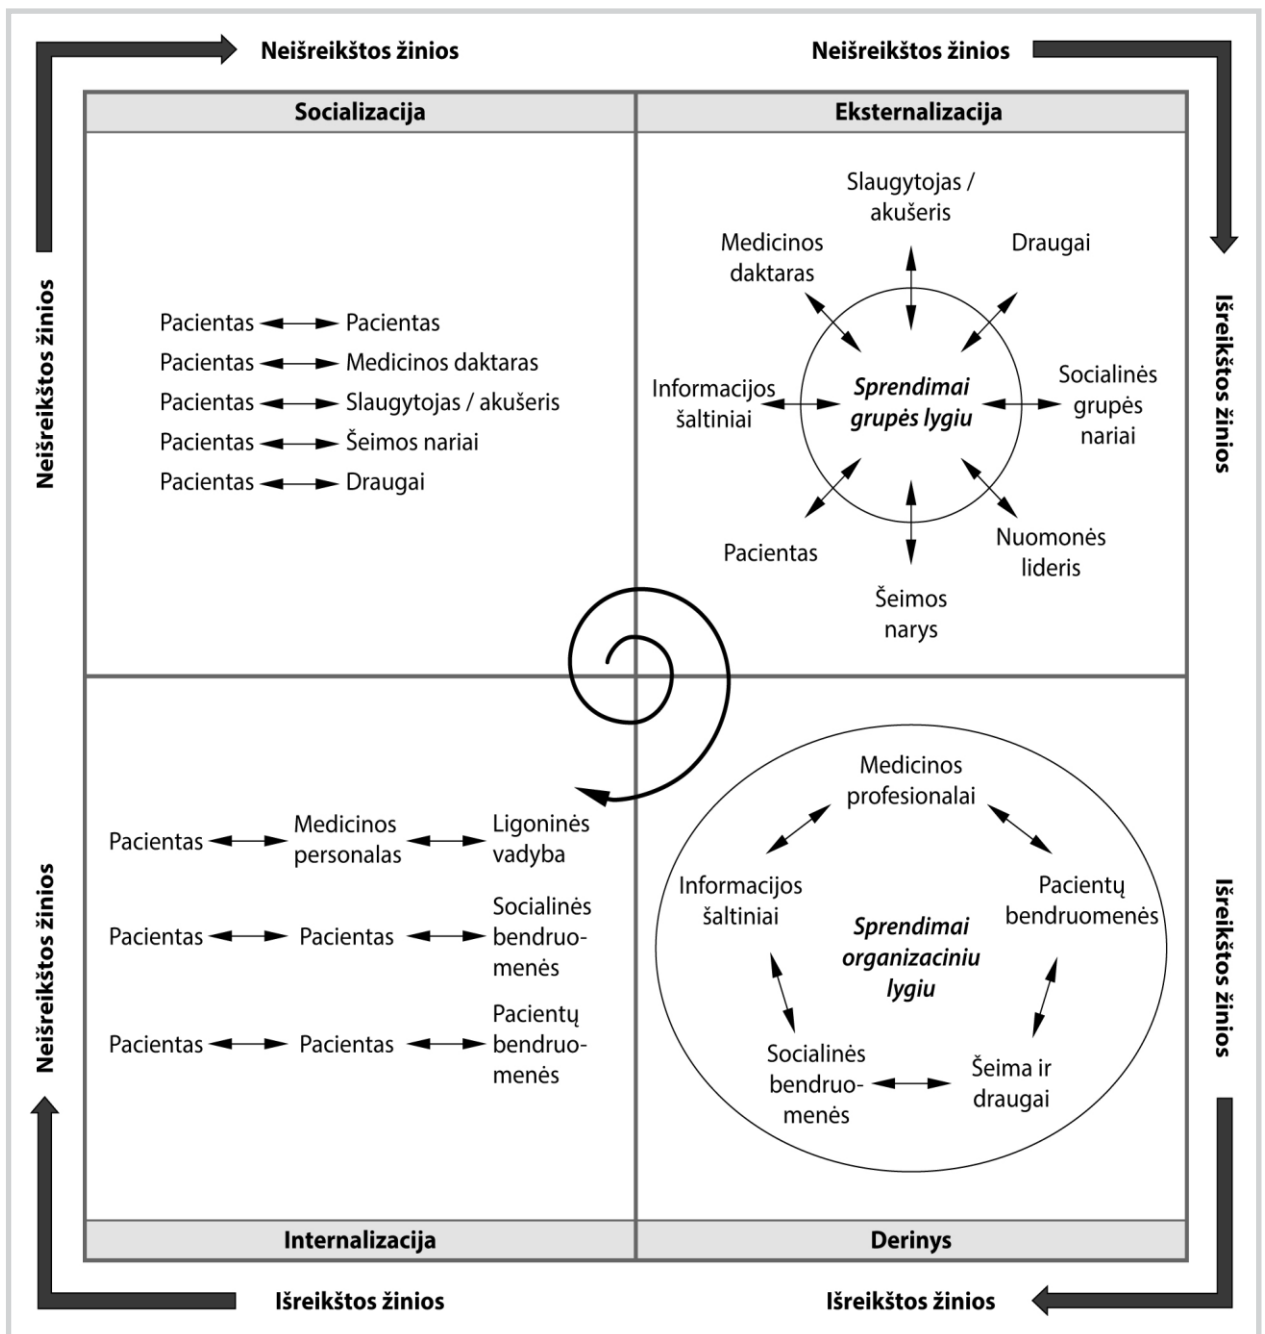 Neišreikštos žinios
Neišreikštos žinios
Neišreikštos žinios
Išreikštos žinios
Socializacija
Pacientas Pacientas
Pacientas Medicinos daktaras
Pacientas Slaugytojas / akušeris
Pacientas Šeimos nariai
Pacientas Draugai
Eksternalizacija
Slaugytojas /
akušeris
Medicinos
daktaras
Draugai
Informacijos
šaltiniai
Sprendimai
grupės lygiu
Socialinės
grupės
nariai
Pacientas
Nuomonės
lideris
Šeimos
narys
Neišreikštos žinios
Išreikštos žinios
Pacientas
Medicinos
personalas
Ligoninės
vadyba
Pacientas
Pacientas
Socialinės
bendruo-
menės
Pacientas
Pacientas
Pacientų
bendruo-
menės
Internalizacija
Medicinos
profesionalai
Informacijos
šaltiniai
Pacientų
bendruomenės
Sprendimai
organizaciniu
lygiu
Socialinės
bendruo-
menės
Šeima ir
draugai
Derinys
Išreikštos žinios
Išreikštos žinios